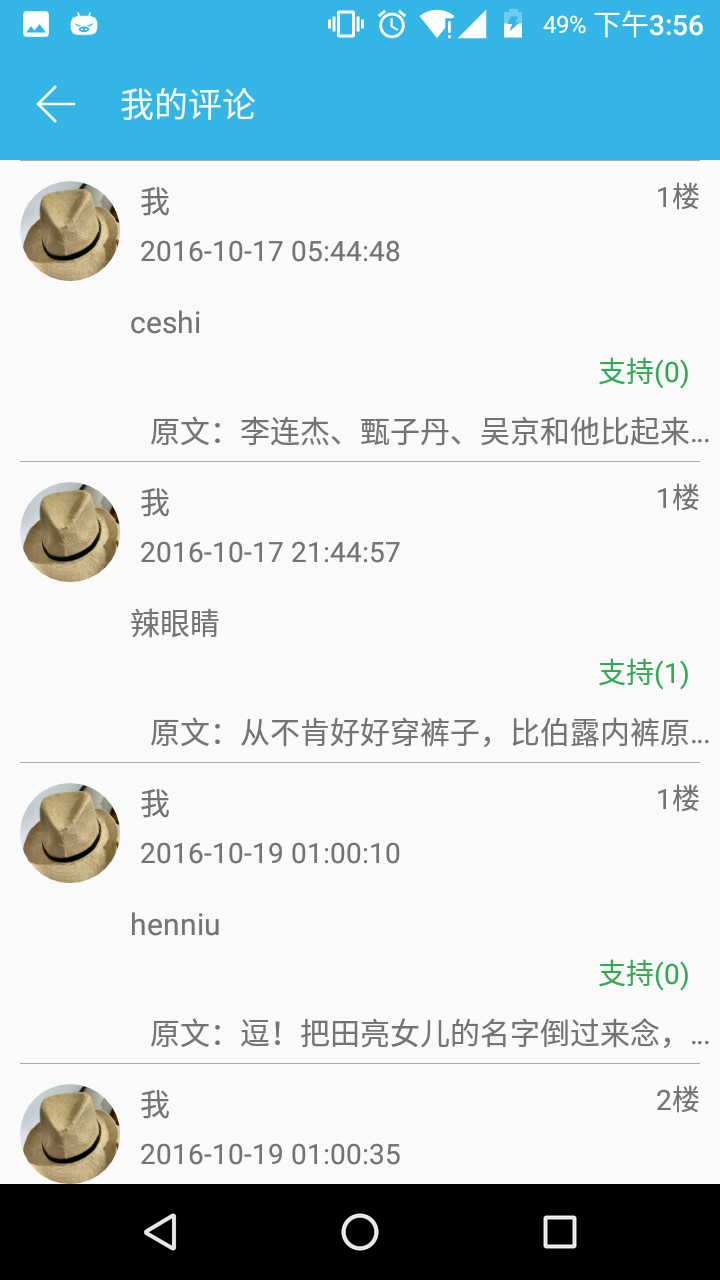 49% 下午3:56
我的评论
我 1楼
2016-10-17 05:44:48
ceshi
支持(0)
原文：李连杰、甄子丹、吴京和他比起来...
我 1楼
2016-10-17 21:44:57
辣眼睛
支持(1)
原文：从不肯好好穿裤子，比伯露内裤原...
我 1楼
2016-10-19 01:00:10
henniu
支持(0)
原文：逗！把田亮女儿的名字倒过来念，...
我 2楼
2016-10-19 01:00:35